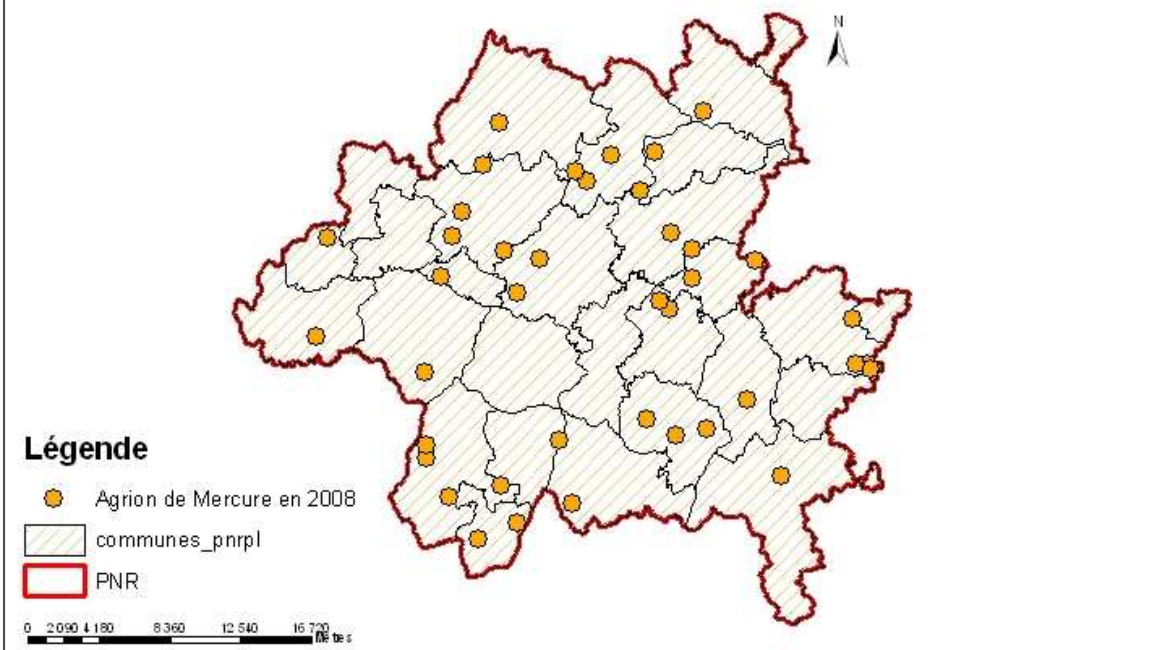 N
Légende
Agrion de Mercure en 2008
communes_pnrpl
PNR
0 2 090 4 180 8 360 12 540 16 720
Mètres